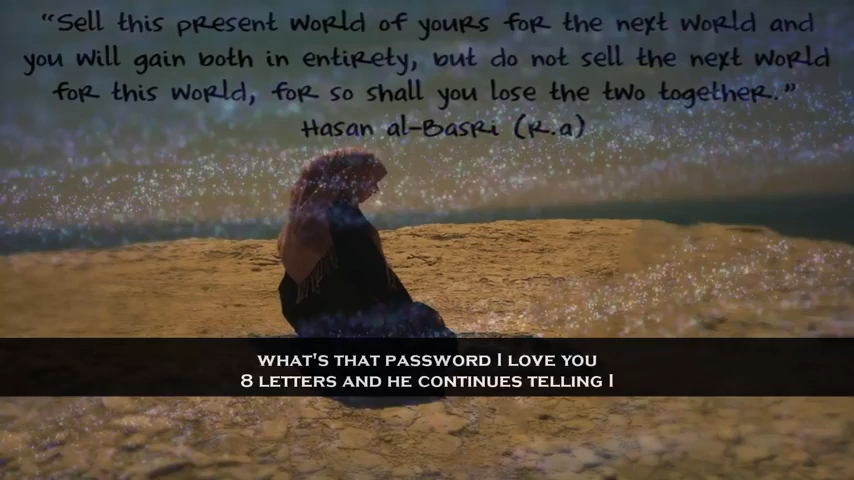 “Sell this present world of yours for the next world and
you will gain both in entirety, but do not sell the next world
for this world, for so shall you lose the two together.”
Hasan al-Basri (R.a)
WHAT'S THAT PASSWORD I LOVE YOU
8 LETTERS AND HE CONTINUES TELLING I